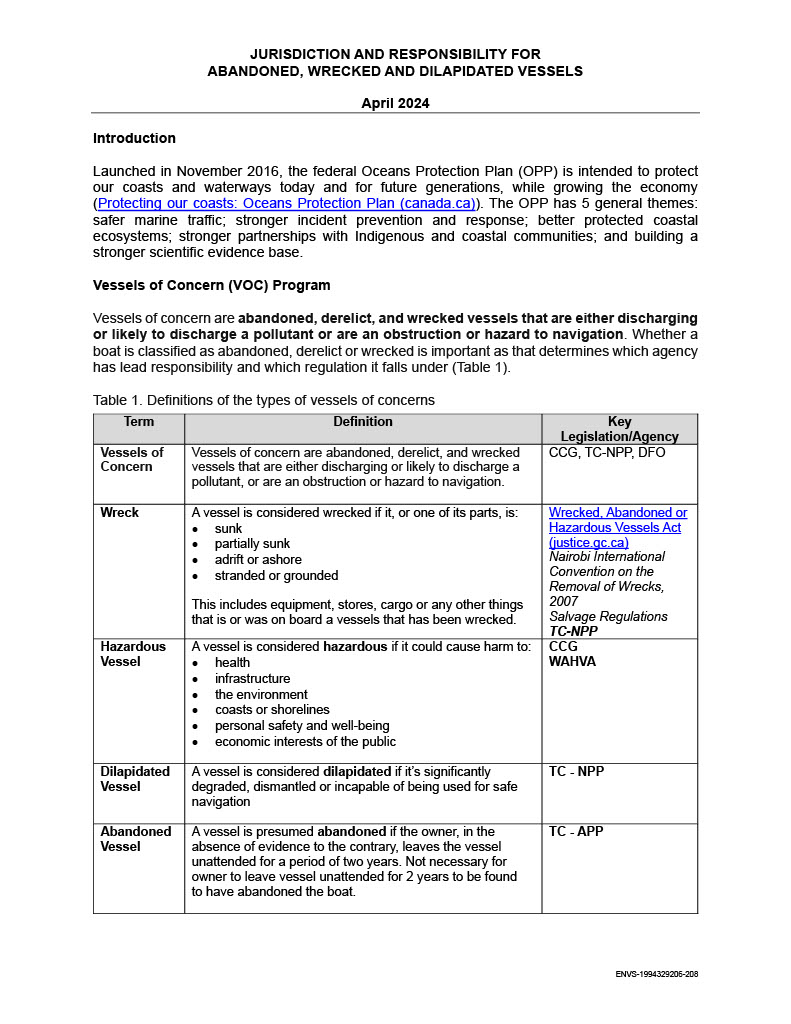 JURISDICTION AND RESPONSIBILITY FOR
ABANDONED, WRECKED AND DILAPIDATED VESSELS
April 2024
Introduction
Launched in November 2016, the federal Oceans Protection Plan (OPP) is intended to protect
our coasts and waterways today and for future generations, while growing the economy
(Protecting our coasts: Oceans Protection Plan (canada.ca)). The OPP has 5 general themes:
safer marine traffic; stronger incident prevention and response; better protected coastal
ecosystems; stronger partnerships with Indigenous and coastal communities; and building a
stronger scientific evidence base.
Vessels of Concern (VOC) Program
Vessels of concern are abandoned, derelict, and wrecked vessels that are either discharging
or likely to discharge a pollutant or are an obstruction or hazard to navigation. Whether a
boat is classified as abandoned, derelict or wrecked is important as that determines which agency
has lead responsibility and which regulation it falls under (Table 1).
Table 1. Definitions of the types of vessels of concerns
Term
Definition
Key
Legislation/Agency
Vessels of
Concern
Vessels of concern are abandoned, derelict, and wrecked
vessels that are either discharging or likely to discharge a
pollutant, or are an obstruction or hazard to navigation.
CCG, TC-NPP, DFO
Wreck
A vessel is considered wrecked if it, or one of its parts, is:
• sunk
• partially sunk
• adrift or ashore
• stranded or grounded
This includes equipment, stores, cargo or any other things
that is or was on board a vessels that has been wrecked.
Wrecked, Abandoned or
Hazardous Vessels Act
(justice.gc.ca)
Nairobi International
Convention on the
Removal of Wrecks,
2007
Salvage Regulations
TC-NPP
Hazardous
Vessel
A vessel is considered hazardous if it could cause harm to:
• health
• infrastructure
• the environment
• coasts or shorelines
• personal safety and well-being
• economic interests of the public
CCG
WAHVA
Dilapidated
Vessel
A vessel is considered dilapidated if it's significantly
degraded, dismantled or incapable of being used for safe
navigation
TC - NPP
Abandoned
Vessel
A vessel is presumed abandoned if the owner, in the
absence of evidence to the contrary, leaves the vessel
unattended for a period of two years. Not necessary for
owner to leave vessel unattended for 2 years to be found
to have abandoned the boat.
TC - APP
ENVS-1994329206-208